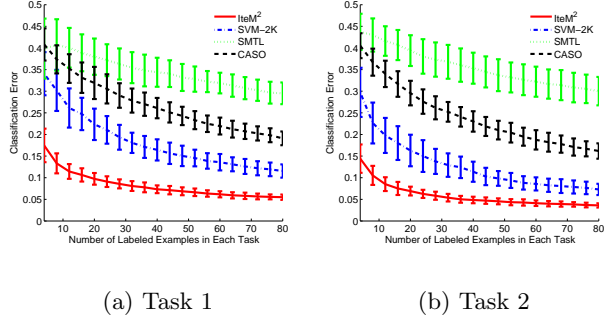 0.5
0.45
0.4
0.35
0.3
0.25
0.2
0.15
0.1
0.05
0
Classification Error
IteM²
SVM−2K
SMTL
CASO
10 20 30 40 50 60 70 80
Number of Labeled Examples in Each Task
(a) Task 1
0.5
0.45
0.4
0.35
0.3
0.25
0.2
0.15
0.1
0.05
0
Classification Error
IteM²
SVM−2K
SMTL
CASO
10 20 30 40 50 60 70 80
Number of Labeled Examples in Each Task
(b) Task 2